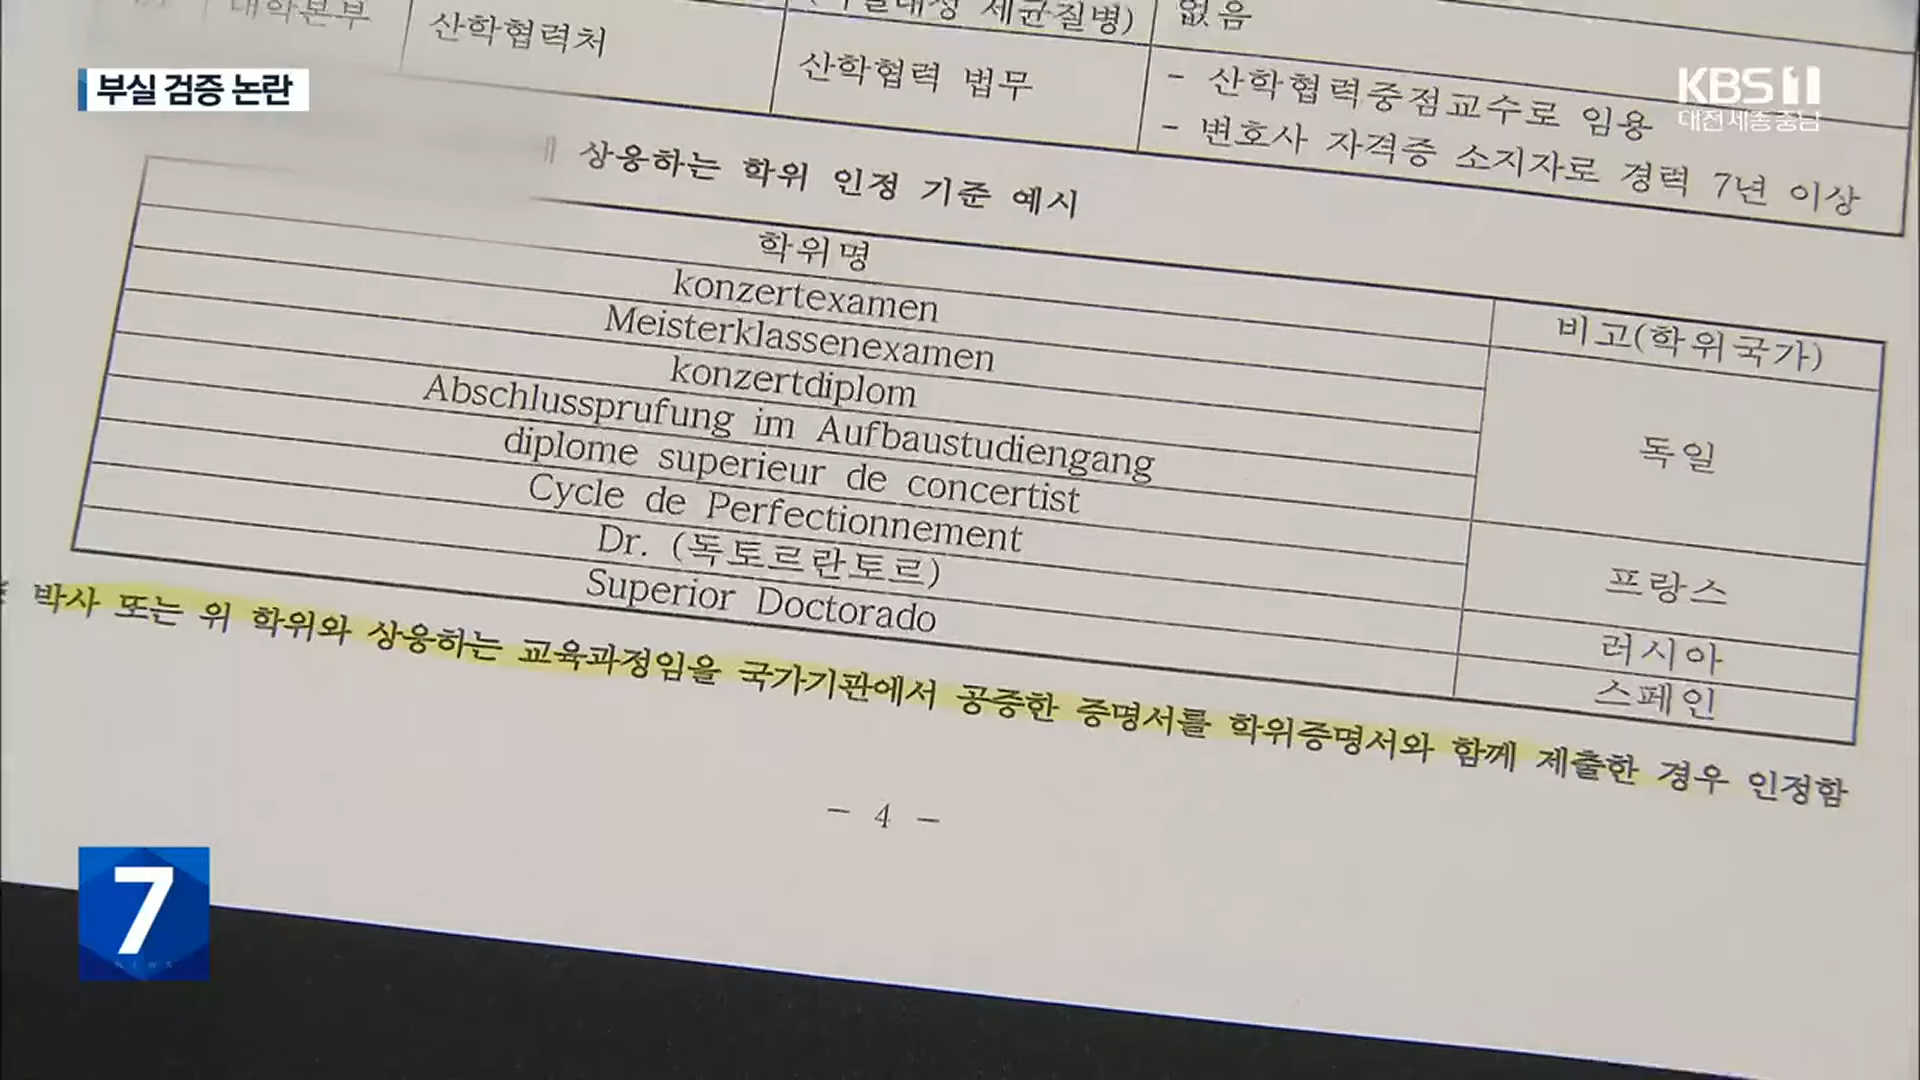 대학본부
산학협력처
세균질병)
없음
산학협력 법무
- 산학협력중점교수로 임용
- 변호사 자격증 소지자로 경력 7년 이상
부실 검증 논란
KBS 1
대전세종충남
상응하는 학위 인정 기준 예시
학위명
비고(학위국가)
konzertexamen
Meisterklassenexamen
konzertdiplom
Abschlussprufung im Aufbaustudiengang
독일
diplome superieur de concertist
Cycle de Perfectionnement
프랑스
Dr. (독토르란토르)
러시아
Superior Doctorado
스페인
박사 또는 위 학위와 상응하는 교육과정임을 국가기관에서 공증한 증명서를 학위증명서와 함께 제출한 경우 인정함
- 4 -
7
NEWS